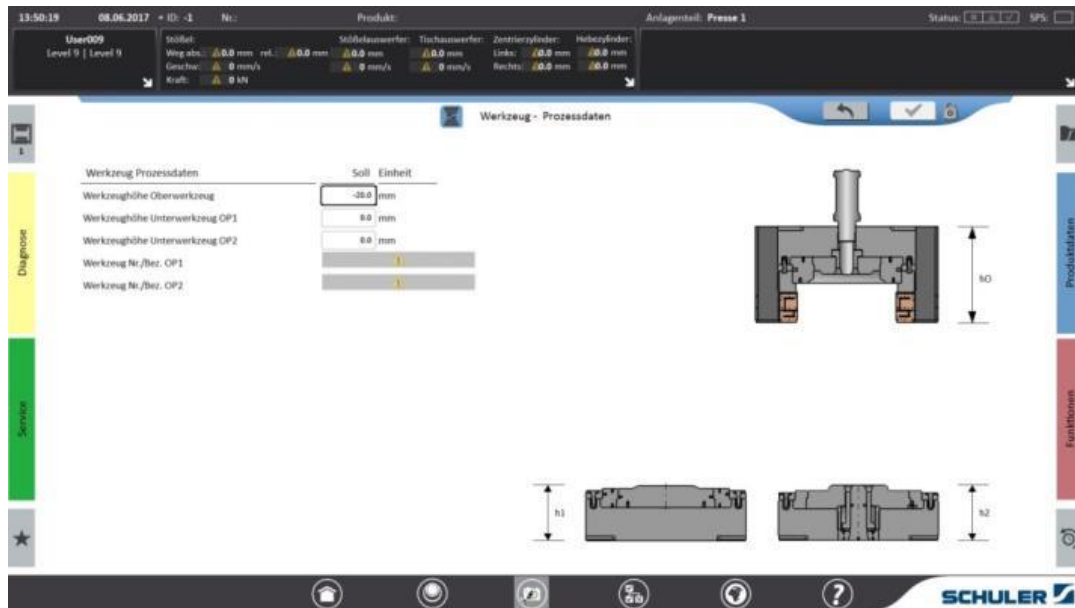 13:50:19 08.06.2017 • ID: -1 Nr.: Produkt: Anlagenteil: Presse 1 Status: SPS:
User009
Level 9 | Level 9
Stößel: Stößelauswerfer: Tischauswerfer: Zentrierzylinder: Hebezylinder:
Weg abs.: 0.0 mm rel.: 0.0 mm 0.0 mm 0.0 mm Links: 0.0 mm 0.0 mm
Geschw: 0 mm/s 0 mm/s 0 mm/s Rechts: 0.0 mm 0.0 mm
Kraft: 0 kN
Werkzeug - Prozessdaten
1
Werkzeug Prozessdaten Soll Einheit
Werkzeughöhe Oberwerkzeug -20.0 mm
Werkzeughöhe Unterwerkzeug OP1 0.0 mm
Werkzeughöhe Unterwerkzeug OP2 0.0 mm
Werkzeug Nr./Bez. OP1
Werkzeug Nr./Bez. OP2
Diagnose
Service
hO
h1
h2
Produktdaten
Funktionen
SCHULER